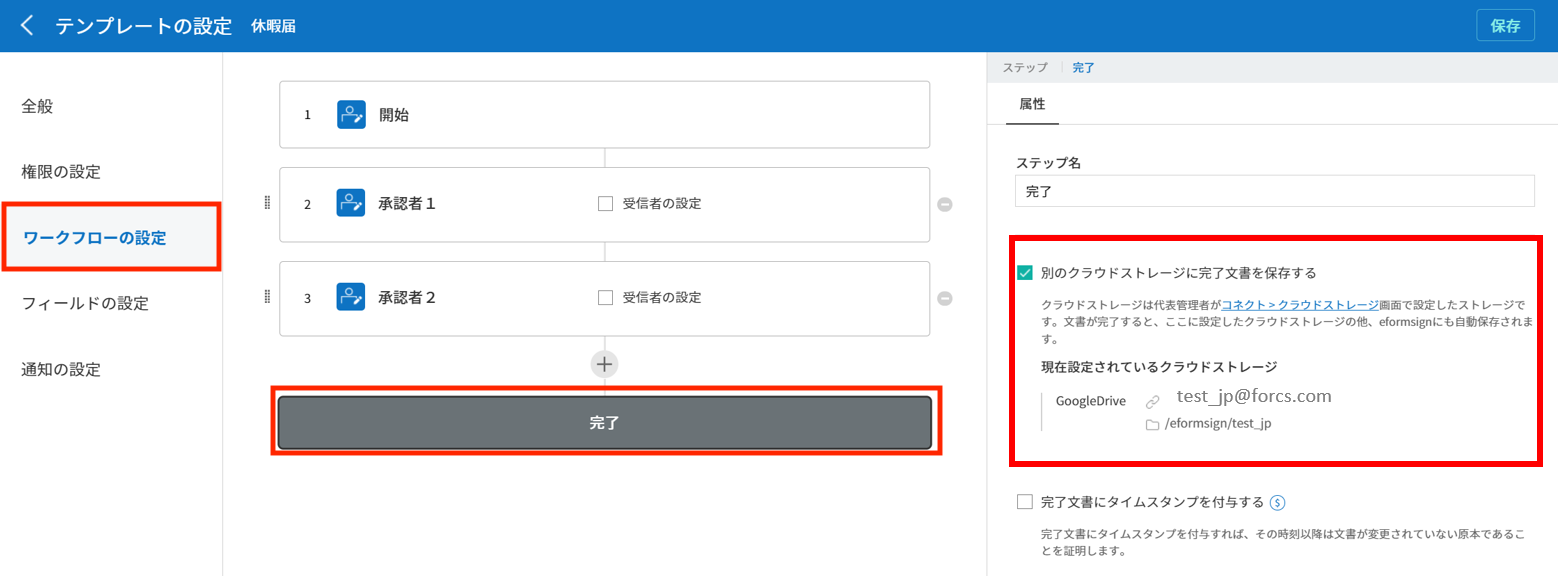 テンプレートの設定 休暇届 保存
全般
権限の設定
ワークフローの設定
フィールドの設定
通知の設定
1 開始
2 承認者１ 受信者の設定
3 承認者２ 受信者の設定
完了
ステップ 完了
属性
ステップ名
完了
別のクラウドストレージに完了文書を保存する
クラウドストレージは代表管理者がコネクト > クラウドストレージ画面で設定したストレージで
す。文書が完了すると、ここに設定したクラウドストレージの他、eformsignにも自動保存されま
す。
現在設定されているクラウドストレージ
GoogleDrive test_jp@forcs.com
/eformsign/test_jp
完了文書にタイムスタンプを付与する $
完了文書にタイムスタンプを付与すれば、その時刻以降は文書が変更されていない原本であるこ
とを証明します。